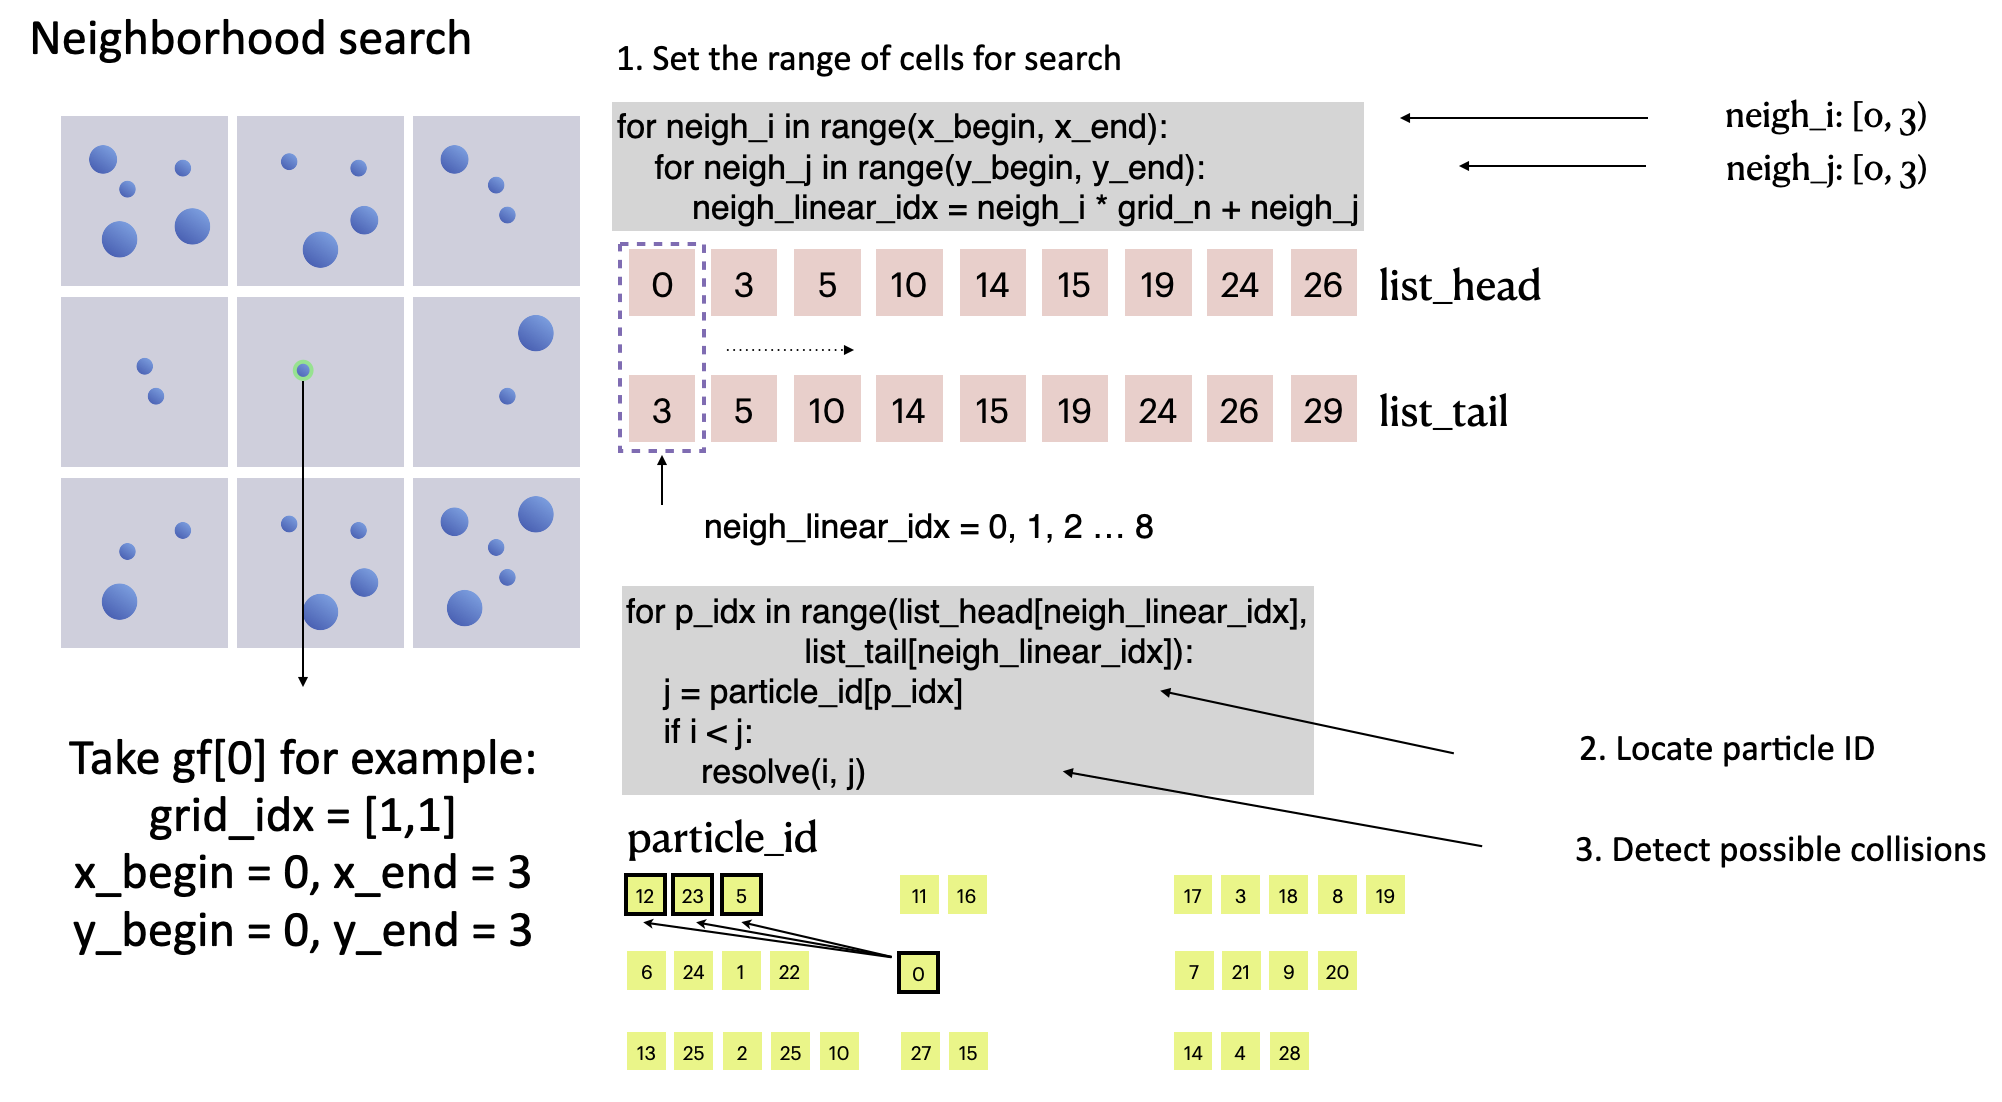 Neighborhood search
1. Set the range of cells for search
for neigh_i in range(x_begin, x_end):
for neigh_j in range(y_begin, y_end):
neigh_linear_idx = neigh_i * grid_n + neigh_j
neigh_i: [0, 3)
neigh_j: [0, 3)
0 3 5 10 14 15 19 24 26 list_head
3 5 10 14 15 19 24 26 29 list_tail
neigh_linear_idx = 0, 1, 2 … 8
for p_idx in range(list_head[neigh_linear_idx],
list_tail[neigh_linear_idx]):
j = particle_id[p_idx]
if i < j:
resolve(i, j)
2. Locate particle ID
3. Detect possible collisions
Take gf[0] for example:
grid_idx = [1,1]
x_begin = 0, x_end = 3
y_begin = 0, y_end = 3
particle_id
12 23 5 11 16 17 3 18 8 19
6 24 1 22 0 7 21 9 20
13 25 2 25 10 27 15 14 4 28